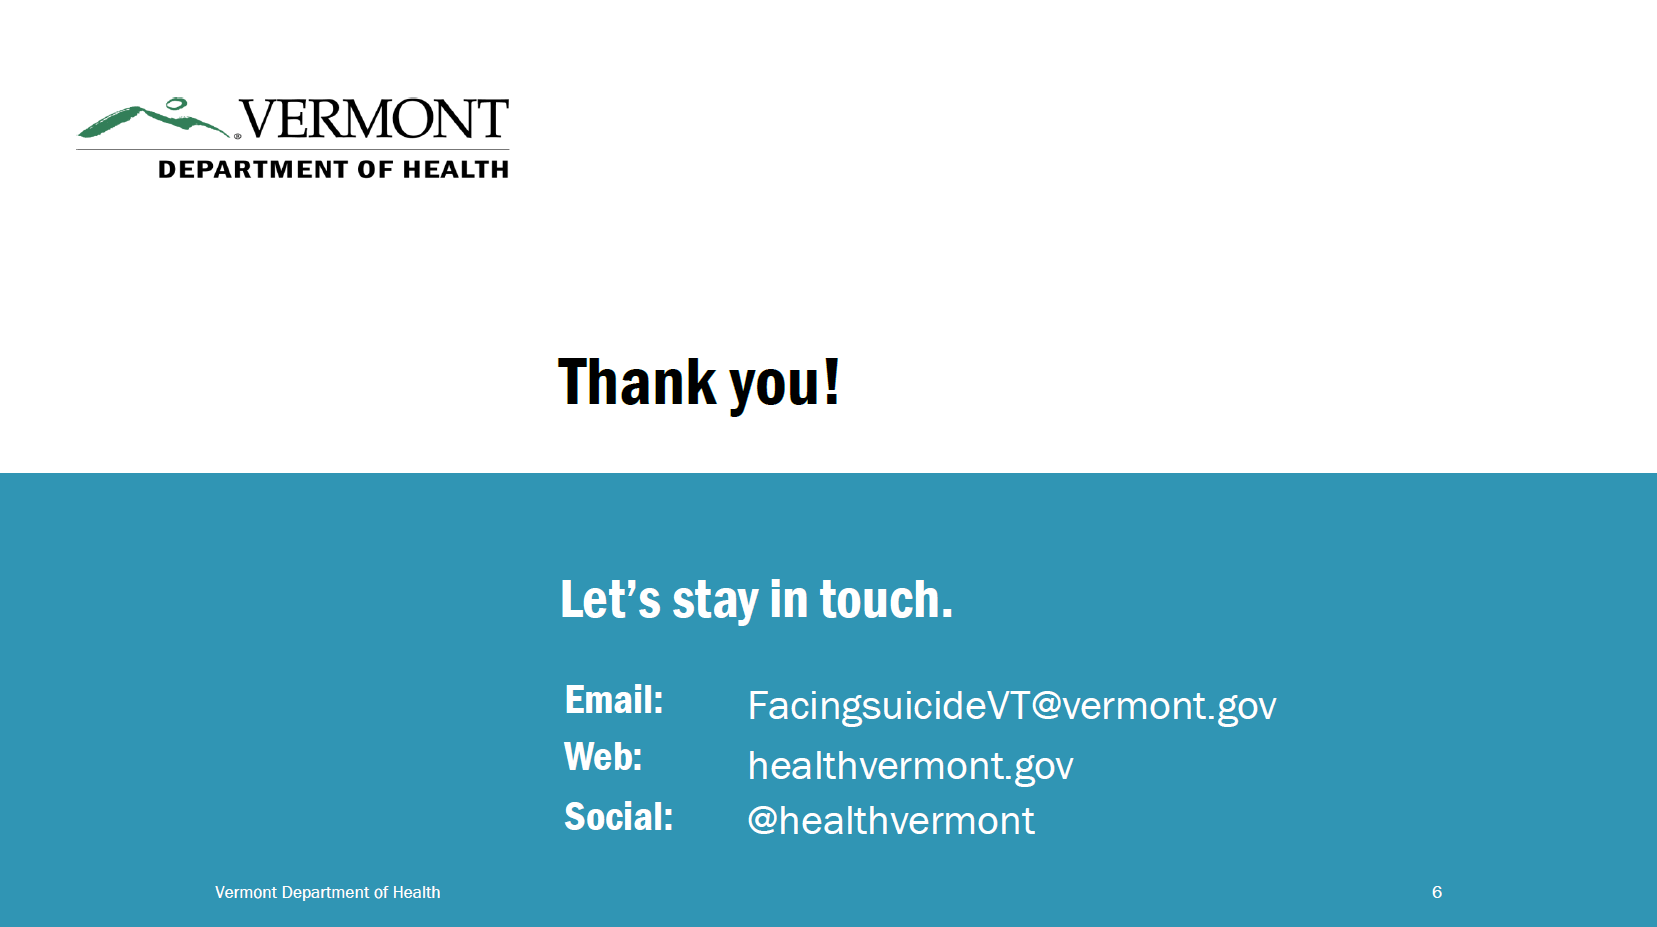 VERMONT
DEPARTMENT OF HEALTH
Thank you!
Let’s stay in touch.
Email: FacingsuicideVT@vermont.gov
Web: healthvermont.gov
Social: @healthvermont
Vermont Department of Health 6